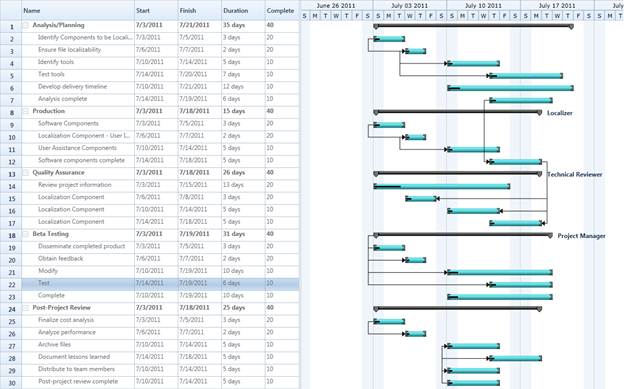 Name Start Finish Duration Complete
June 26 2011 July 03 2011 July 10 2011 July 17 2011 July
S M T W T F S S M T W T F S S M T W T F S S M T W T F S S M
1 Analysis/Planning 7/3/2011 7/21/2011 35 days 40
2 Identify Components to be Locali... 7/3/2011 7/5/2011 3 days 20
3 Ensure file localizability 7/6/2011 7/7/2011 2 days 20
4 Identify tools 7/10/2011 7/14/2011 5 days 10
5 Test tools 7/14/2011 7/20/2011 7 days 10
6 Develop delivery timeline 7/10/2011 7/21/2011 12 days 10
7 Analysis complete 7/14/2011 7/19/2011 6 days 10
8 Production 7/3/2011 7/18/2011 15 days 40 Localizer
9 Software Components 7/3/2011 7/5/2011 3 days 20
10 Localization Component - User I... 7/6/2011 7/7/2011 2 days 20
11 User Assistance Components 7/10/2011 7/14/2011 5 days 10
12 Software components complete 7/14/2011 7/18/2011 5 days 10
13 Quality Assurance 7/3/2011 7/18/2011 26 days 40 Technical Reviewer
14 Review project information 7/3/2011 7/15/2011 13 days 20
15 Localization Component 7/6/2011 7/8/2011 3 days 20
16 Localization Component 7/10/2011 7/14/2011 5 days 10
17 Localization Component 7/14/2011 7/18/2011 5 days 10
18 Beta Testing 7/3/2011 7/19/2011 31 days 40 Project Manager
19 Disseminate completed product 7/3/2011 7/5/2011 3 days 20
20 Obtain feedback 7/6/2011 7/7/2011 2 days 20
21 Modify 7/10/2011 7/19/2011 10 days 10
22 Test 7/14/2011 7/19/2011 6 days 10
23 Complete 7/10/2011 7/19/2011 10 days 10
24 Post-Project Review 7/3/2011 7/18/2011 25 days 40
25 Finalize cost analysis 7/3/2011 7/5/2011 3 days 20
26 Analyze performance 7/6/2011 7/7/2011 2 days 20
27 Archive files 7/10/2011 7/14/2011 5 days 10
28 Document lessons learned 7/14/2011 7/18/2011 5 days 10
29 Distribute to team members 7/10/2011 7/14/2011 5 days 10
30 Post-project review complete 7/10/2011 7/14/2011 5 days 10